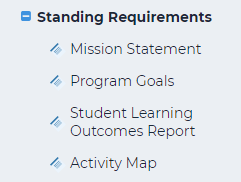 Standing Requirements
Mission Statement
Program Goals
Student Learning
Outcomes Report
Activity Map